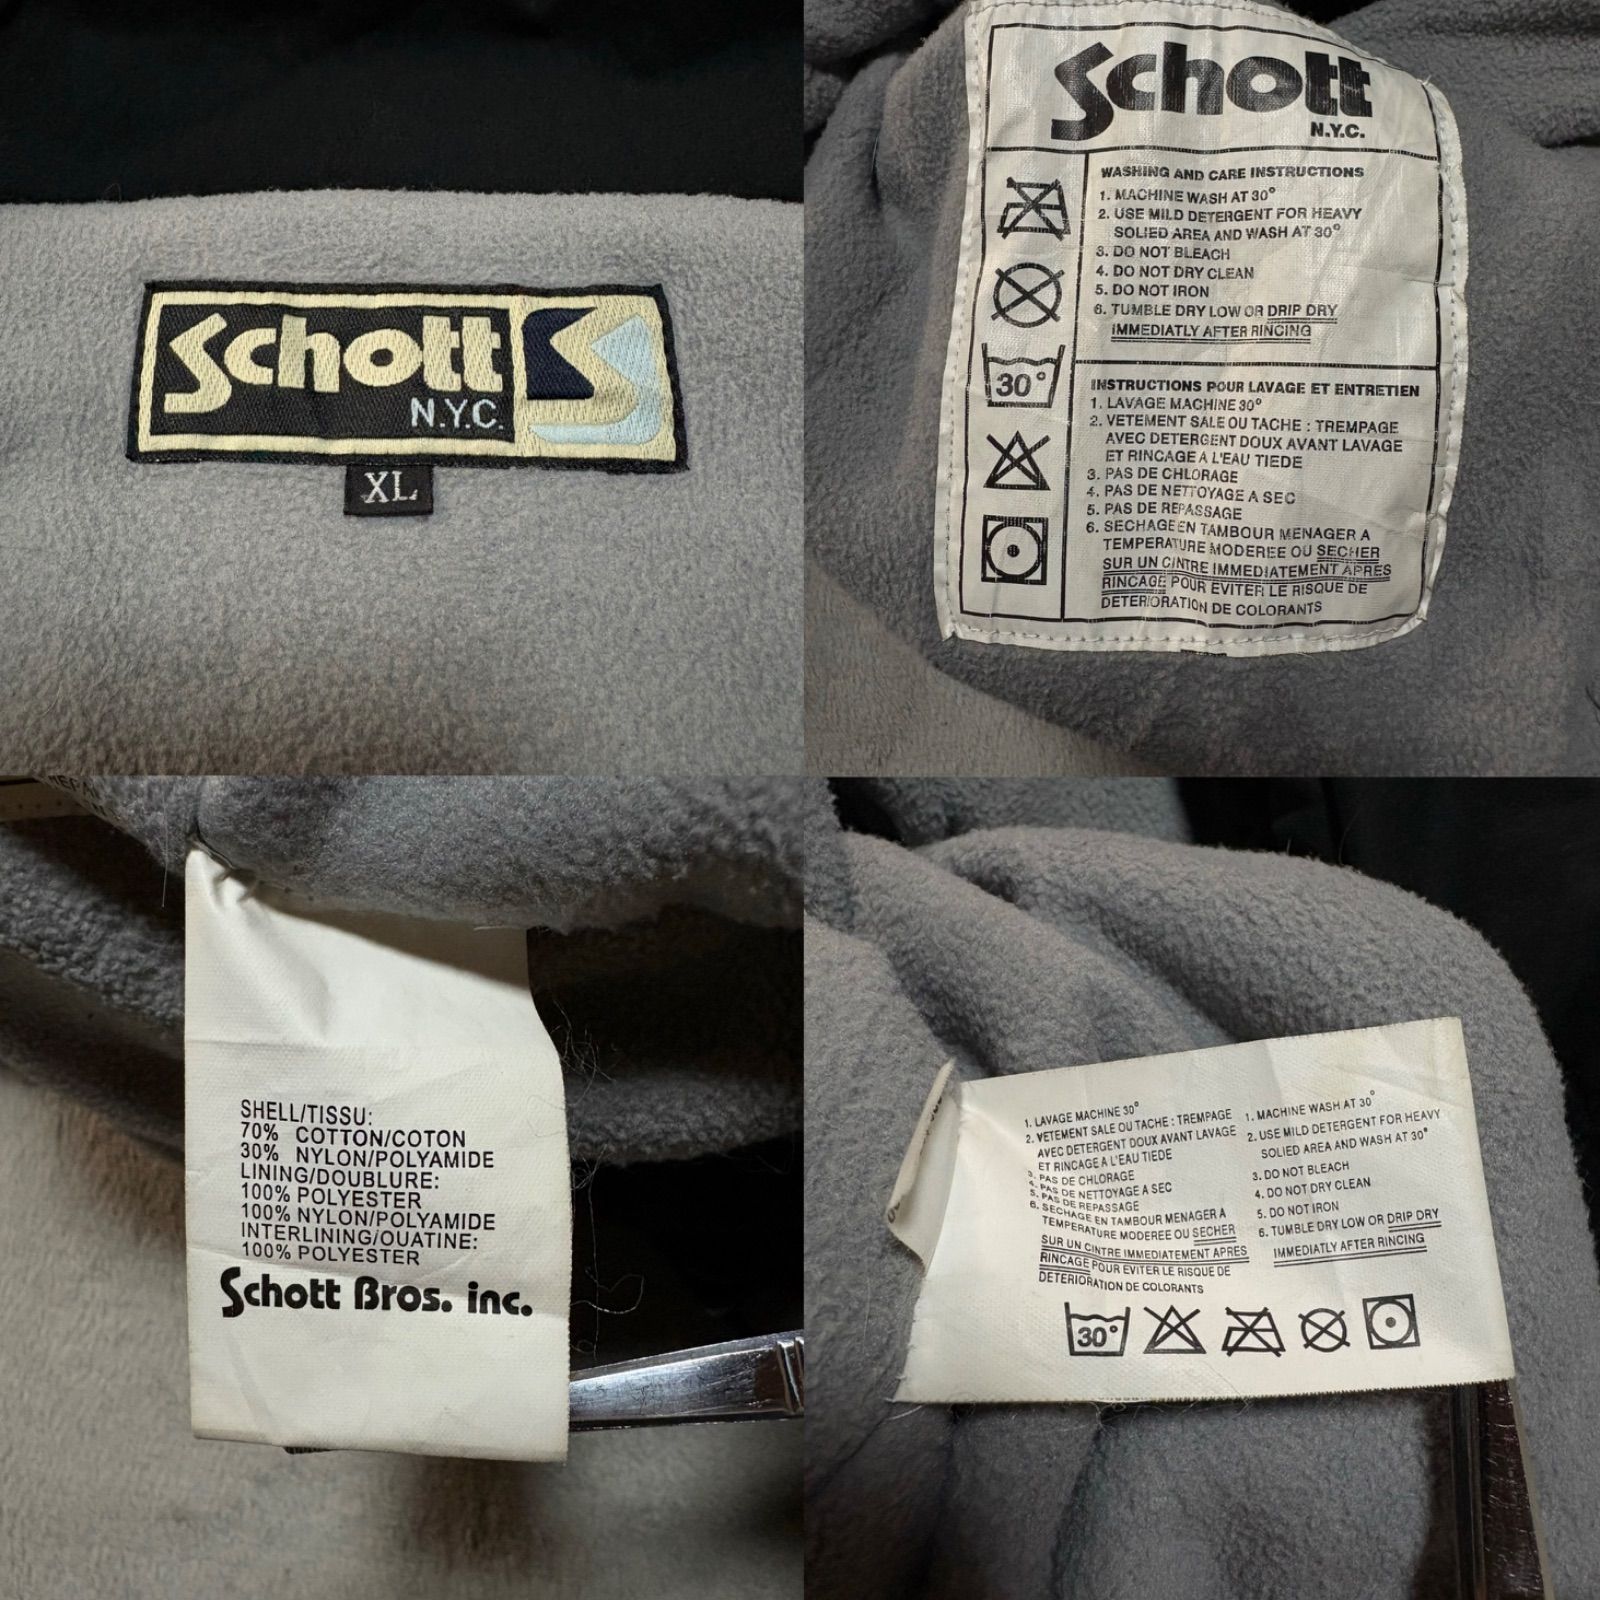 Schott
N.Y.C.
XL
Schott
N.Y.C.
WASHING AND CARE INSTRUCTIONS
1. MACHINE WASH AT 30°
2. USE MILD DETERGENT FOR HEAVY
SOLIED AREA AND WASH AT 30°
3. DO NOT BLEACH
4. DO NOT DRY CLEAN
5. DO NOT IRON
6. TUMBLE DRY LOW OR DRIP DRY
IMMEDIATLY AFTER RINCING
30°
INSTRUCTIONS POUR LAVAGE ET ENTRETIEN
1. LAVAGE MACHINE 30°
2. VETEMENT SALE OU TACHE : TREMPAGE
AVEC DETERGENT DOUX AVANT LAVAGE
ET RINCAGE A L'EAU TIEDE
3. PAS DE CHLORAGE
4. PAS DE NETTOYAGE A SEC
5. PAS DE REPASSAGE
6. SECHAGE EN TAMBOUR MENAGER A
TEMPERATURE MODEREE OU SECHER
SUR UN CINTRE IMMEDIATEMENT APRES
RINCAGE POUR EVITER LE RISQUE DE
DETERIORATION DE COLORANTS
SHELL/TISSU:
70% COTTON/COTON
30% NYLON/POLYAMIDE
LINING/DOUBLURE:
100% POLYESTER
100% NYLON/POLYAMIDE
INTERLINING/OUATINE:
100% POLYESTER
Schott Bros. inc.
1. LAVAGE MACHINE 30°
2. VETEMENT SALE OU TACHE : TREMPAGE
AVEC DETERGENT DOUX AVANT LAVAGE
ET RINCAGE A L'EAU TIEDE
3. PAS DE CHLORAGE
4. PAS DE NETTOYAGE A SEC
5. PAS DE REPASSAGE
6. SECHAGE EN TAMBOUR MENAGER A
TEMPERATURE MODEREE OU SECHER
SUR UN CINTRE IMMEDIATEMENT APRES
RINCAGE POUR EVITER LE RISQUE DE
DETERIORATION DE COLORANTS
1. MACHINE WASH AT 30°
2. USE MILD DETERGENT FOR HEAVY
SOLIED AREA AND WASH AT 30°
3. DO NOT BLEACH
4. DO NOT DRY CLEAN
5. DO NOT IRON
6. TUMBLE DRY LOW OR DRIP DRY
IMMEDIATLY AFTER RINCING
30°